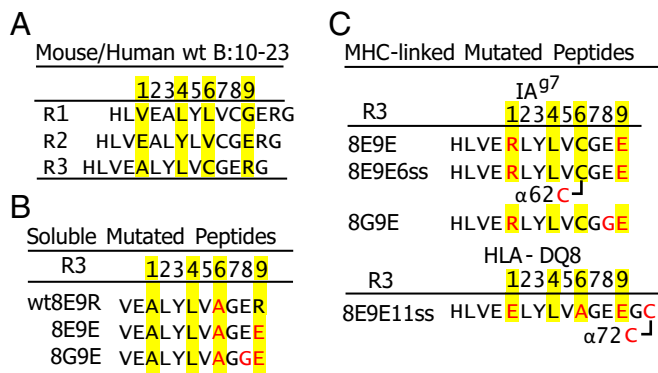 A
Mouse/Human wt B:10-23
123456789
R1 HLVEALYLVCGERG
R2 HLVEALYLVCGERG
R3 HLVEALYLVCGERG
B
Soluble Mutated Peptides
R3 123456789
wt8E9R VEALYLVAGER
8E9E VEALYLVAGEE
8G9E VEALYLVAGGE
C
MHC-linked Mutated Peptides
IAg7
R3 123456789
8E9E HLVERLYLVCGEE
8E9E6ss HLVERLYLVCGEE
α62C
8G9E HLVERLYLVCGGE
HLA-DQ8
R3 123456789
8E9E11ss HLVEELYLVAGEEGC
α72C